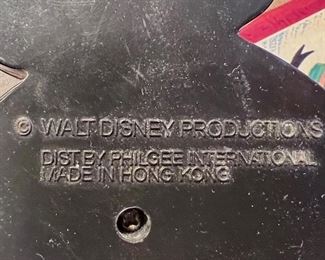 © WALT DISNEY PRODUCTIONS
DIST BY PHILGEE INTERNATIONAL
MADE IN HONG KONG